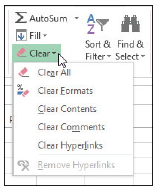 Σ AutoSum
Fill
Clear
Sort &
Filter
Find &
Select
Clear All
Clear Formats
Clear Contents
Clear Comments
Clear Hyperlinks
Remove Hyperlinks